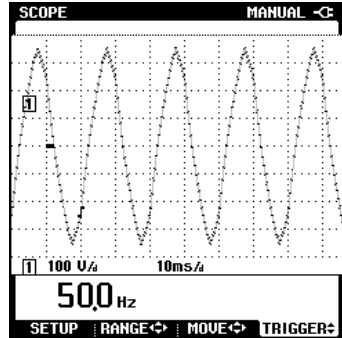 SCOPE MANUAL
1
1 100 V/d 10ms/d
50.0 Hz
SETUP RANGE MOVE TRIGGER